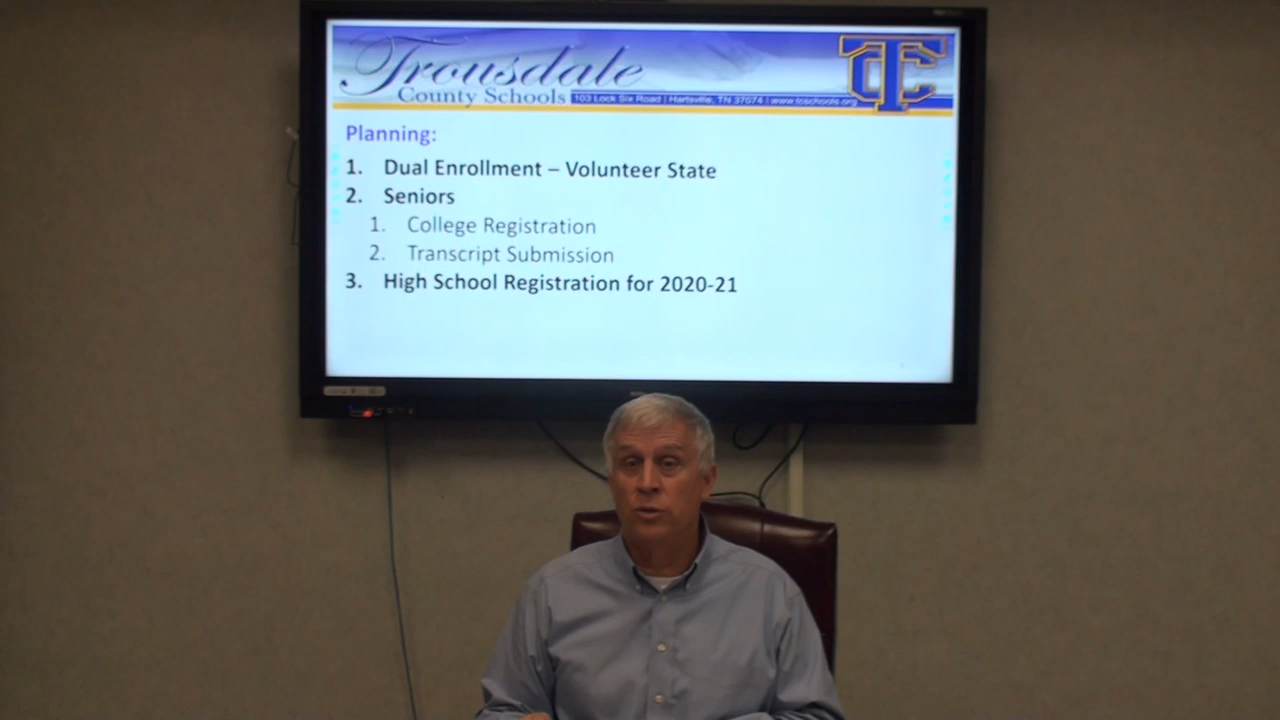 Trousdale
County Schools 103 Lock Six Road | Hartsville, TN 37074 | www.tcschools.org
TC
Planning:
1. Dual Enrollment – Volunteer State
2. Seniors
1. College Registration
2. Transcript Submission
3. High School Registration for 2020-21